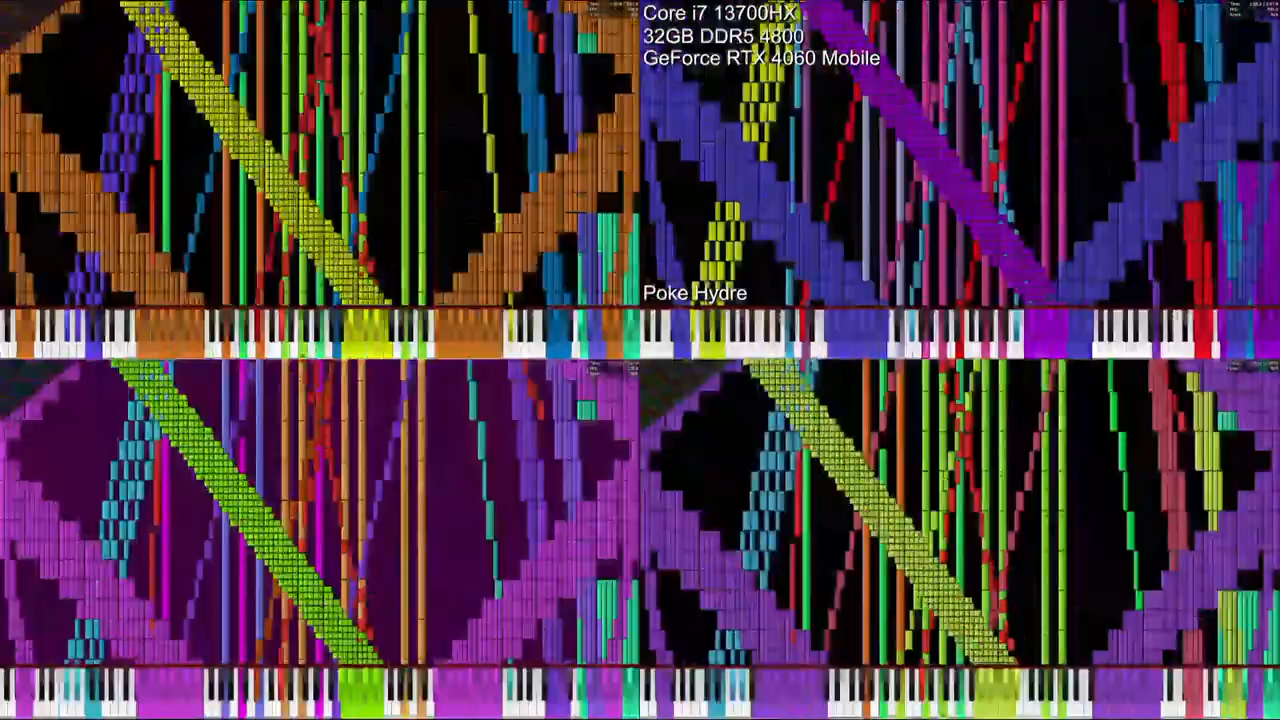 Core i7 13700HX
32GB DDR5 4800
GeForce RTX 4060 Mobile
Poke Hydre